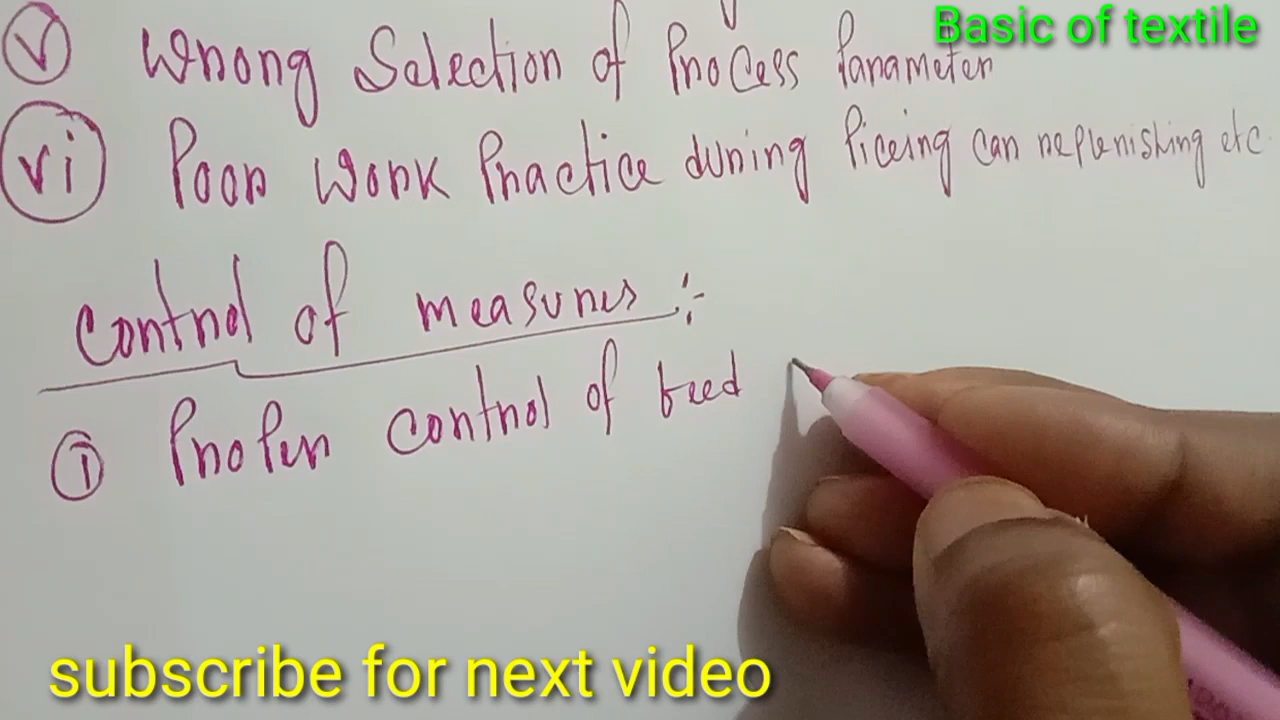 Basic of textile
v Wrong Selection of Process Parameter
vi Poor Work Practice during Piceing can replenishing etc.
Control of measures :-
i Proper control of feed
subscribe for next video